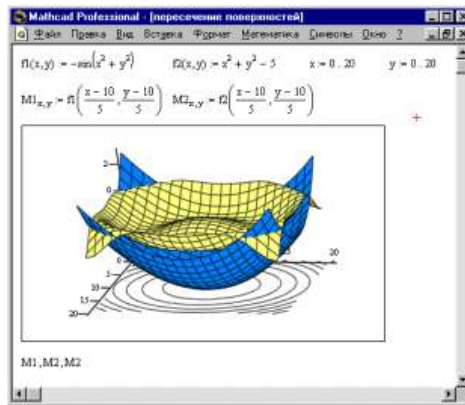 Mathcad Professional - [пересечение поверхностей]
Файл Правка Вид Вставка Формат Математика Символы Окно ?
f1(x,y) := -sin(x² + y²) f2(x,y) := x² + y² - 5 x := 0 .. 20 y := 0 .. 20
M1x,y := f1((x - 10)/5, (y - 10)/5) M2x,y := f2((x - 10)/5, (y - 10)/5)
2
0
0
5
10
15
20
20
M1,M2,M2